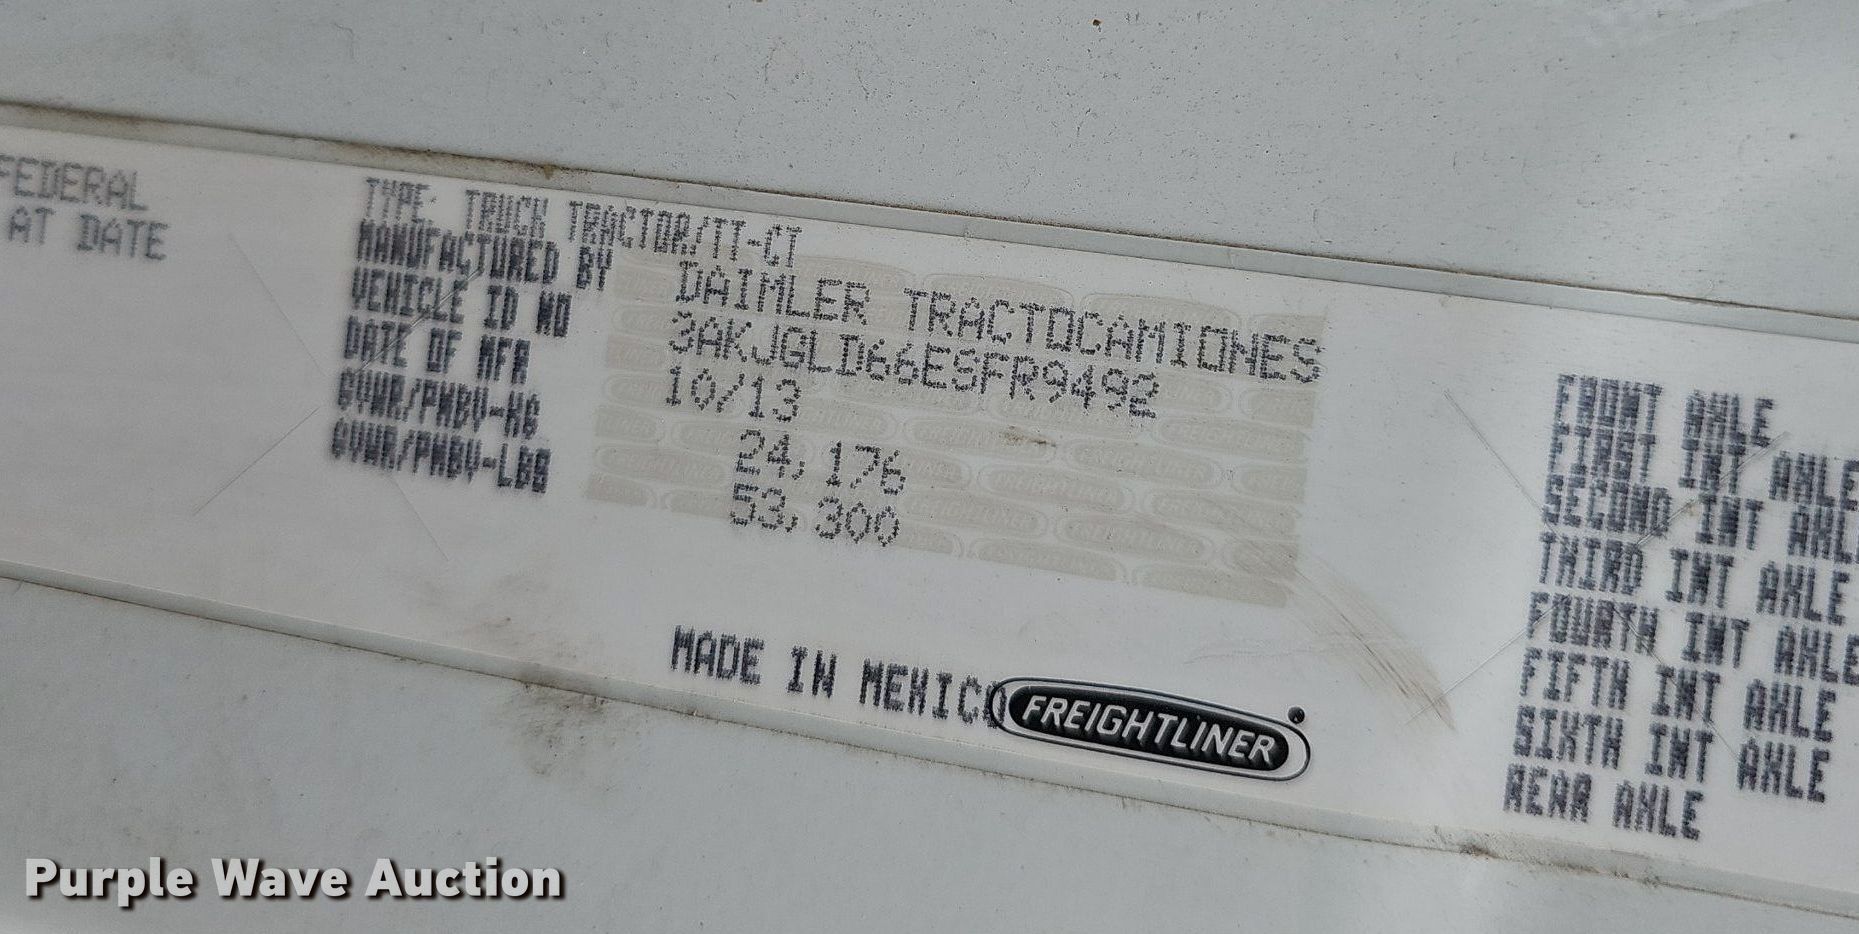 FEDERAL
AT DATE
TYPE: TRUCK TRACTOR/TT-CT
MANUFACTURED BY DAIMLER TRACTOCAMIONES
VEHICLE ID NO 3AKJGLD66ESFR9492
DATE OF MFR 10/13
GVWR/PNBV-KG 24,176
GVWR/PNBV-LBS 53,300
MADE IN MEXICO
FREIGHTLINER
FRONT AXLE
FIRST INT AXLE
SECOND INT AXLE
THIRD INT AXLE
FOURTH INT AXLE
FIFTH INT AXLE
SIXTH INT AXLE
REAR AXLE
Purple Wave Auction